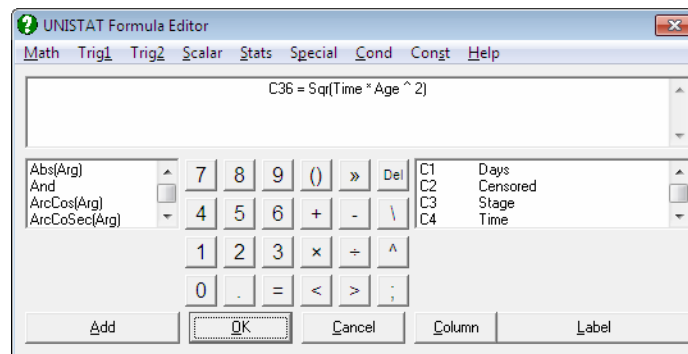 UNISTAT Formula Editor
Math Trig1 Trig2 Scalar Stats Special Cond Const Help
C36 = Sqr(Time * Age ^ 2)
Abs(Arg)
And
ArcCos(Arg)
ArcCoSec(Arg)
7 8 9 () » Del
4 5 6 + - \
1 2 3 × ÷ ^
0 . = < > ;
C1 Days
C2 Censored
C3 Stage
C4 Time
Add OK Cancel Column Label